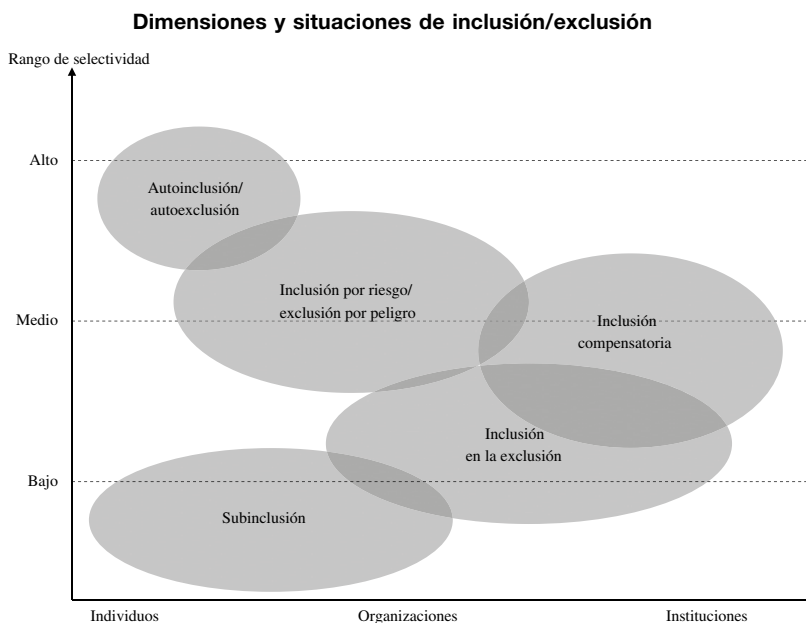 Dimensiones y situaciones de inclusión/exclusión
Rango de selectividad
Alto
Autoinclusión/
autoexclusión
Inclusión por riesgo/
exclusión por peligro
Medio
Inclusión
compensatoria
Inclusión
en la exclusión
Bajo
Subinclusión
Individuos
Organizaciones
Instituciones